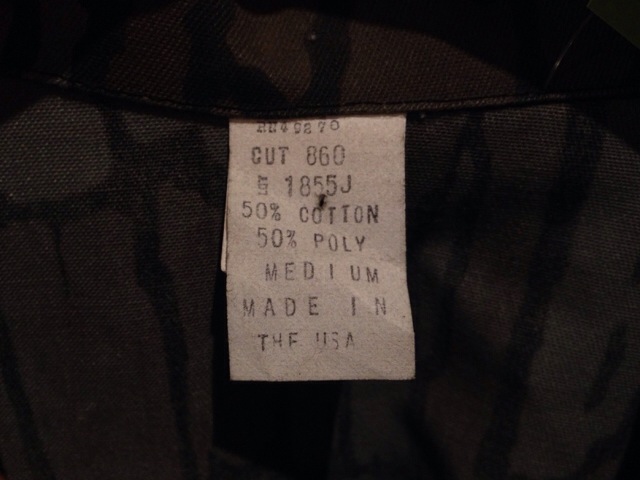 CUT 860
1855J
50% COTTON
50% POLY
MEDIUM
MADE IN
THE USA